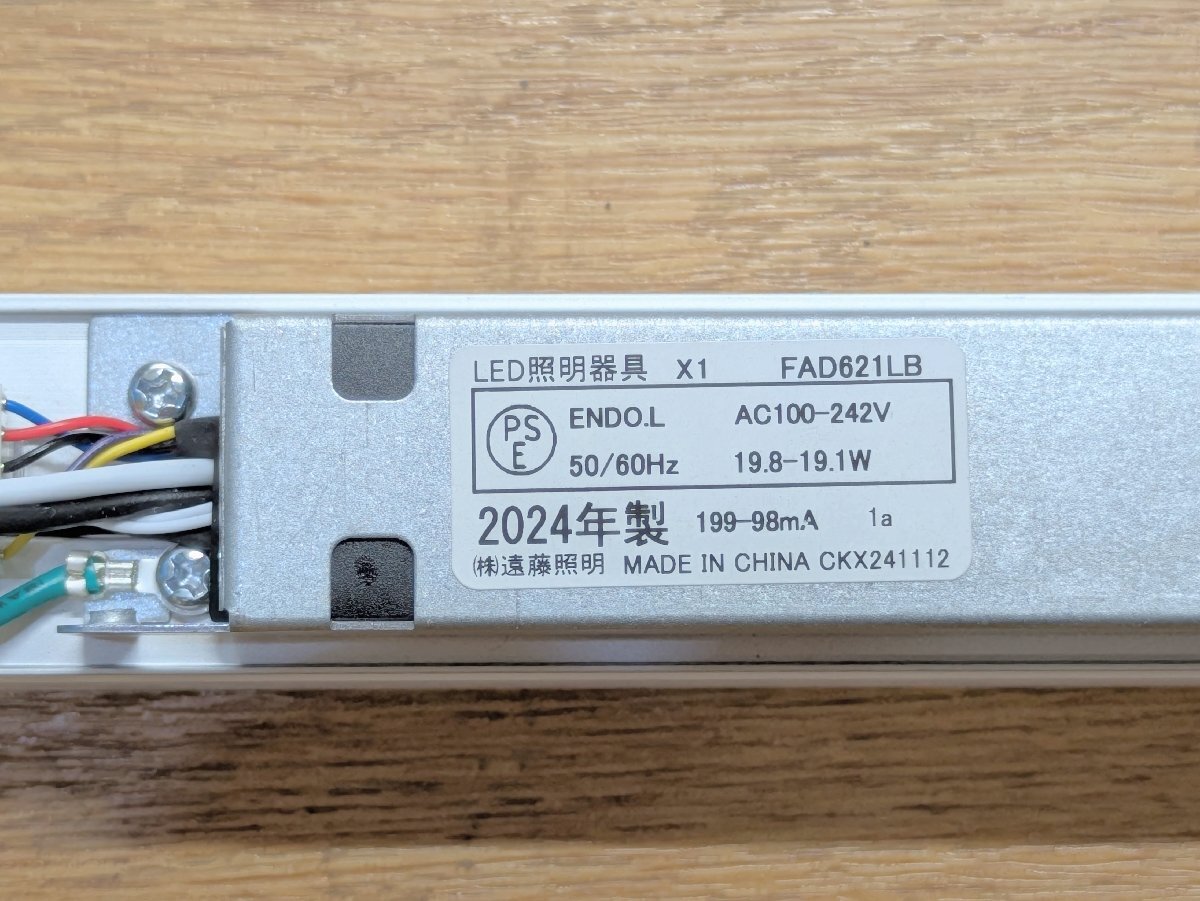 LED照明器具 X1 FAD621LB
PSE ENDO.L AC100-242V
50/60Hz 19.8-19.1W
2024年製 199-98mA 1a
㈱遠藤照明 MADE IN CHINA CKX241112